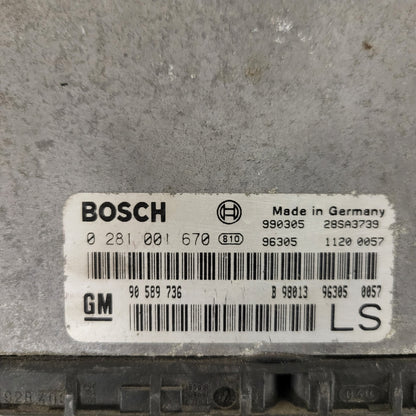 BOSCH Made in Germany
990305 28SA3739
0 281 001 670 810 96305 1120 0057
GM 90 589 736 B 98013 96305 0057
LS